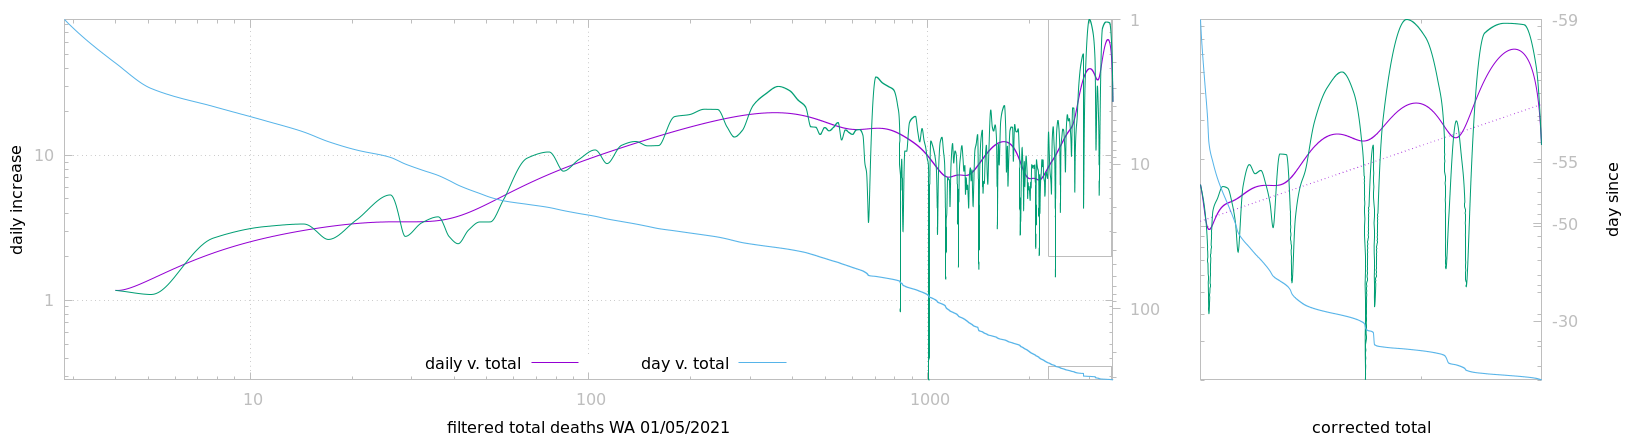 daily increase
10
1
daily v. total
day v. total
10
100
1000
filtered total deaths WA 01/05/2021
1
10
100
-59
-55
-50
-30
day since
corrected total